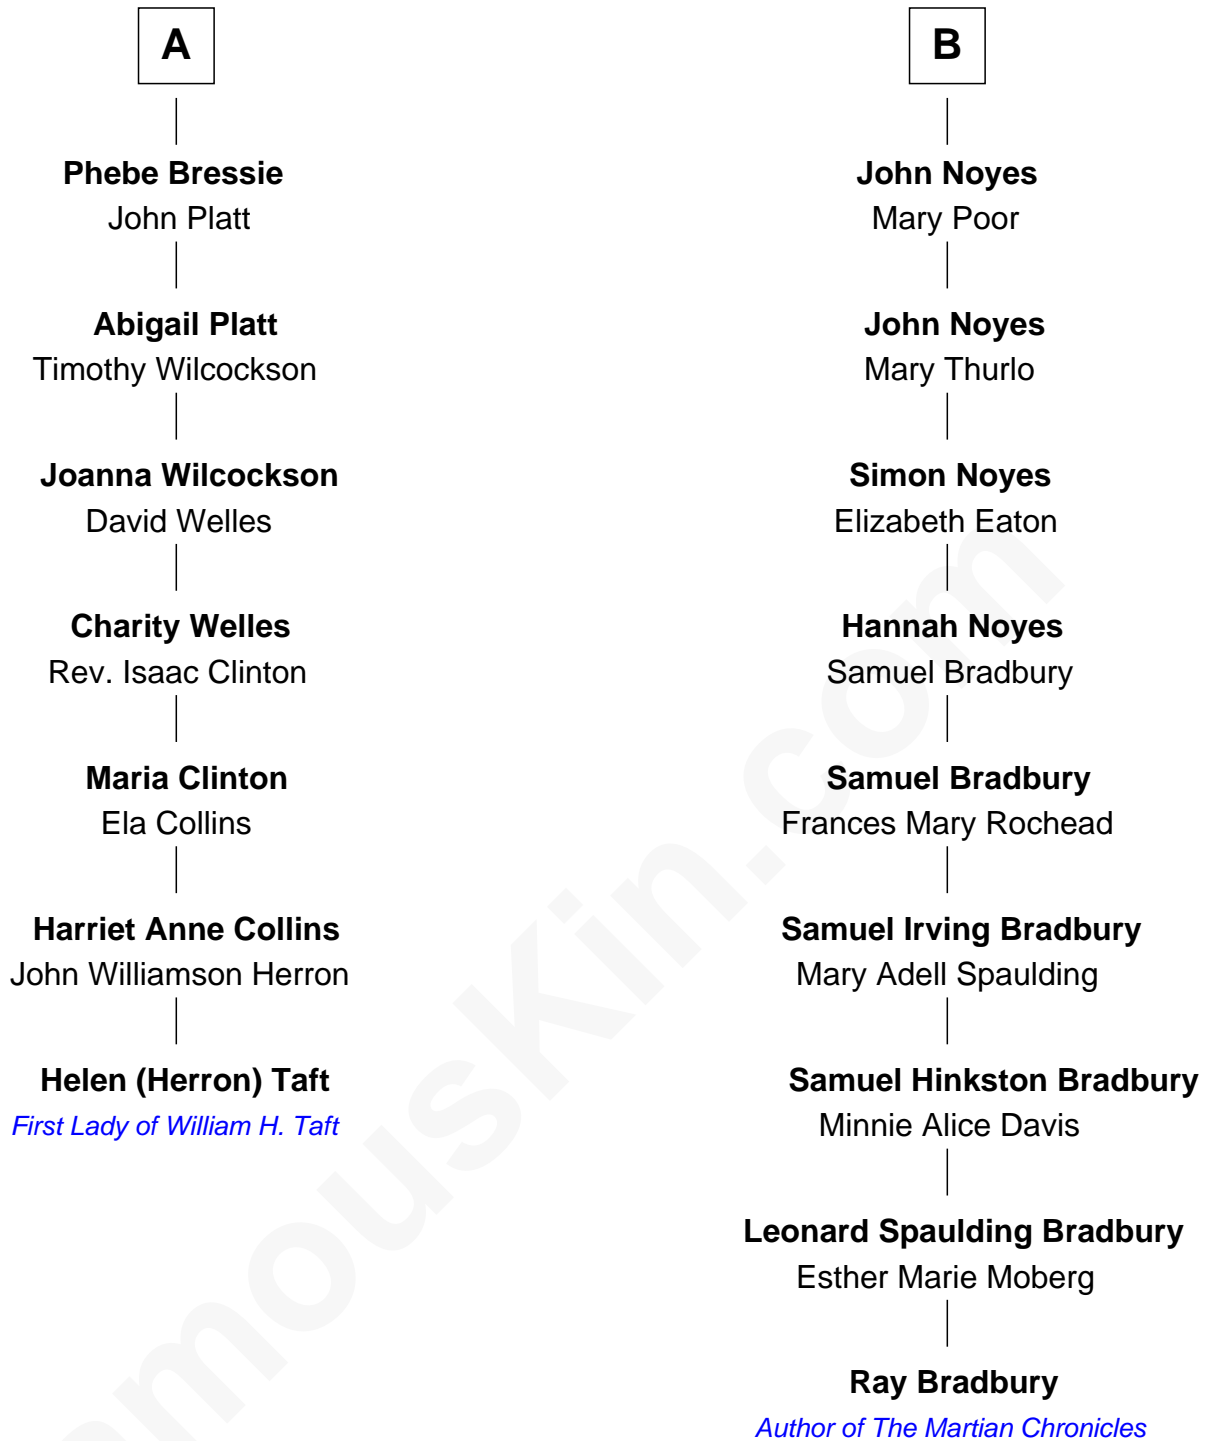 A
Phebe Bressie
John Platt
Abigail Platt
Timothy Wilcockson
Joanna Wilcockson
David Welles
Charity Welles
Rev. Isaac Clinton
Maria Clinton
Ela Collins
Harriet Anne Collins
John Williamson Herron
Helen (Herron) Taft
First Lady of William H. Taft
B
John Noyes
Mary Poor
John Noyes
Mary Thurlo
Simon Noyes
Elizabeth Eaton
Hannah Noyes
Samuel Bradbury
Samuel Bradbury
Frances Mary Rochead
Samuel Irving Bradbury
Mary Adell Spaulding
Samuel Hinkston Bradbury
Minnie Alice Davis
Leonard Spaulding Bradbury
Esther Marie Moberg
Ray Bradbury
Author of The Martian Chronicles
amousKin.com